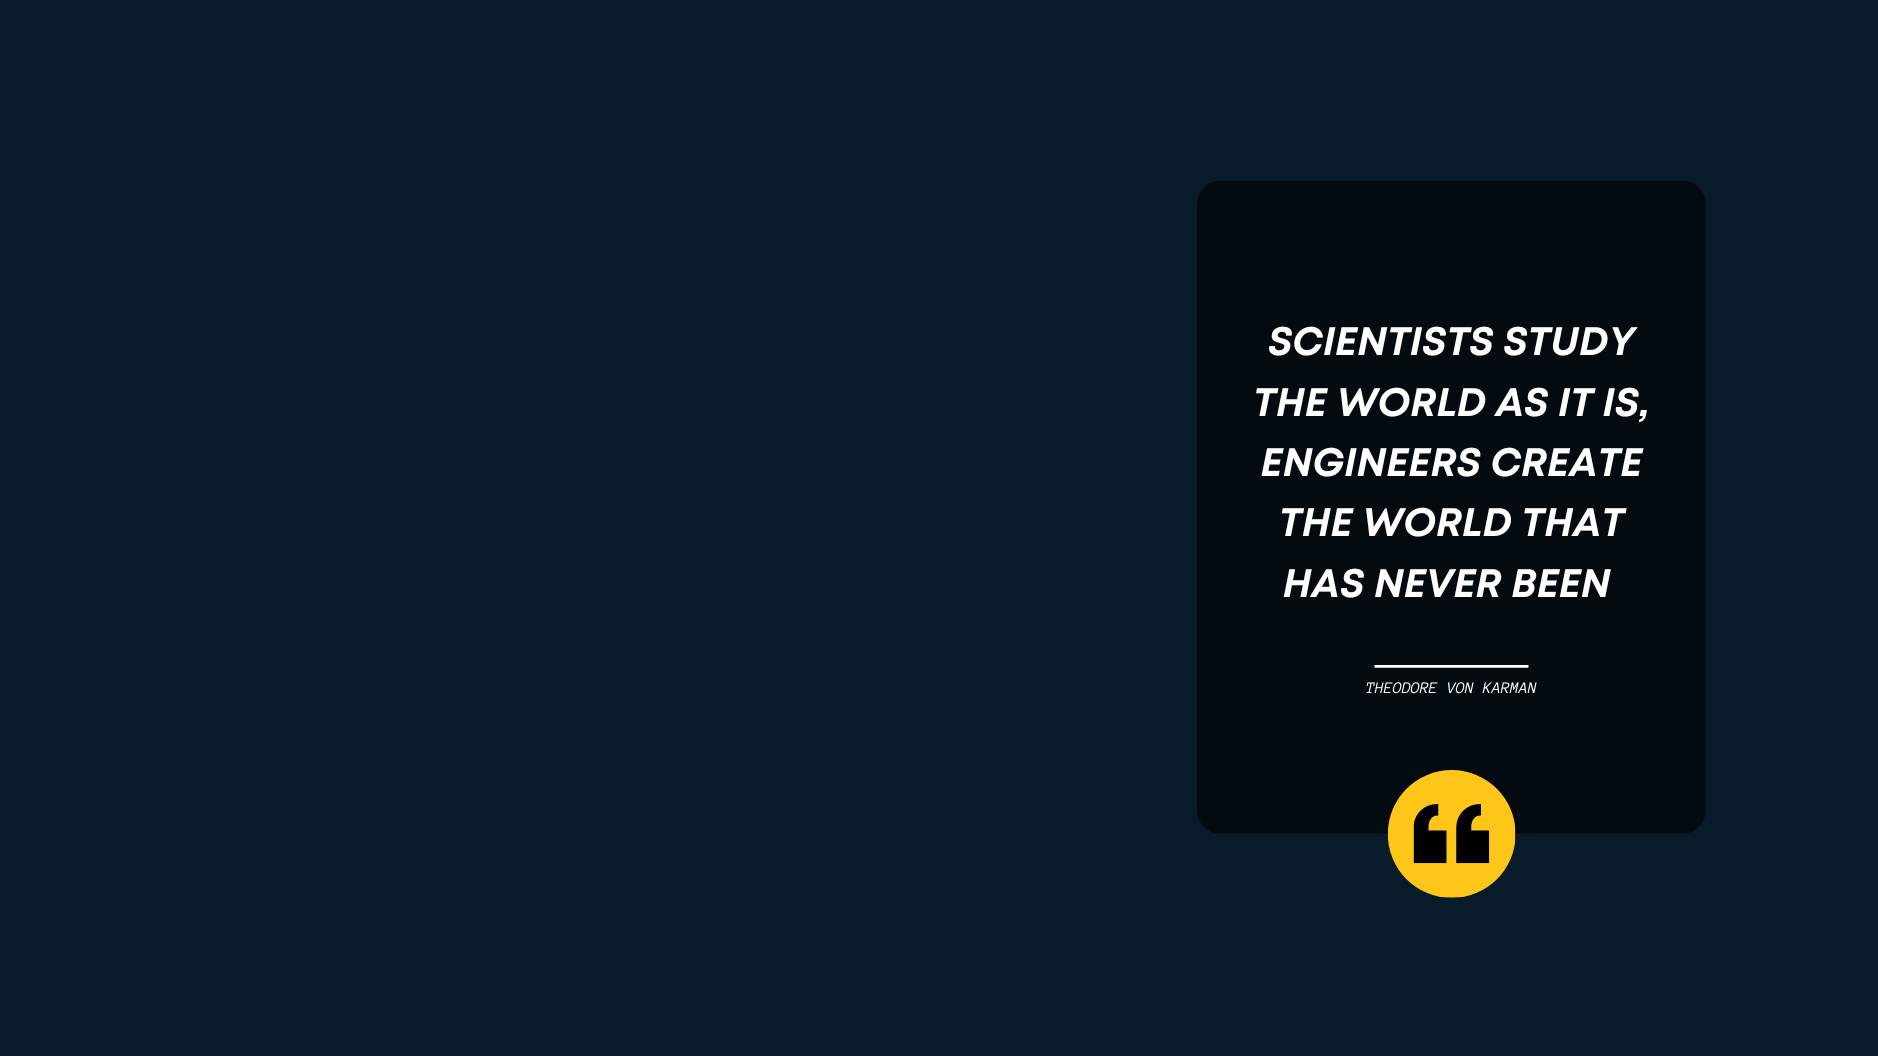 SCIENTISTS STUDY
THE WORLD AS IT IS,
ENGINEERS CREATE
THE WORLD THAT
HAS NEVER BEEN
THEODORE VON KARMAN